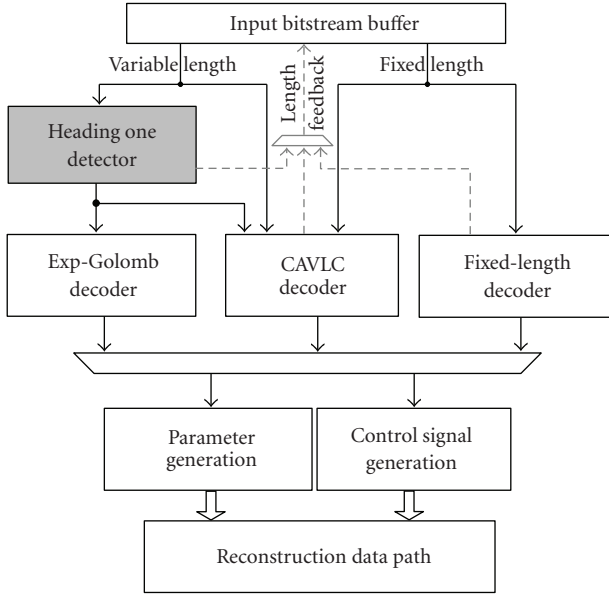 Input bitstream buffer
Variable length
Fixed length
Length
feedback
Heading one
detector
Exp-Golomb
decoder
CAVLC
decoder
Fixed-length
decoder
Parameter
generation
Control signal
generation
Reconstruction data path